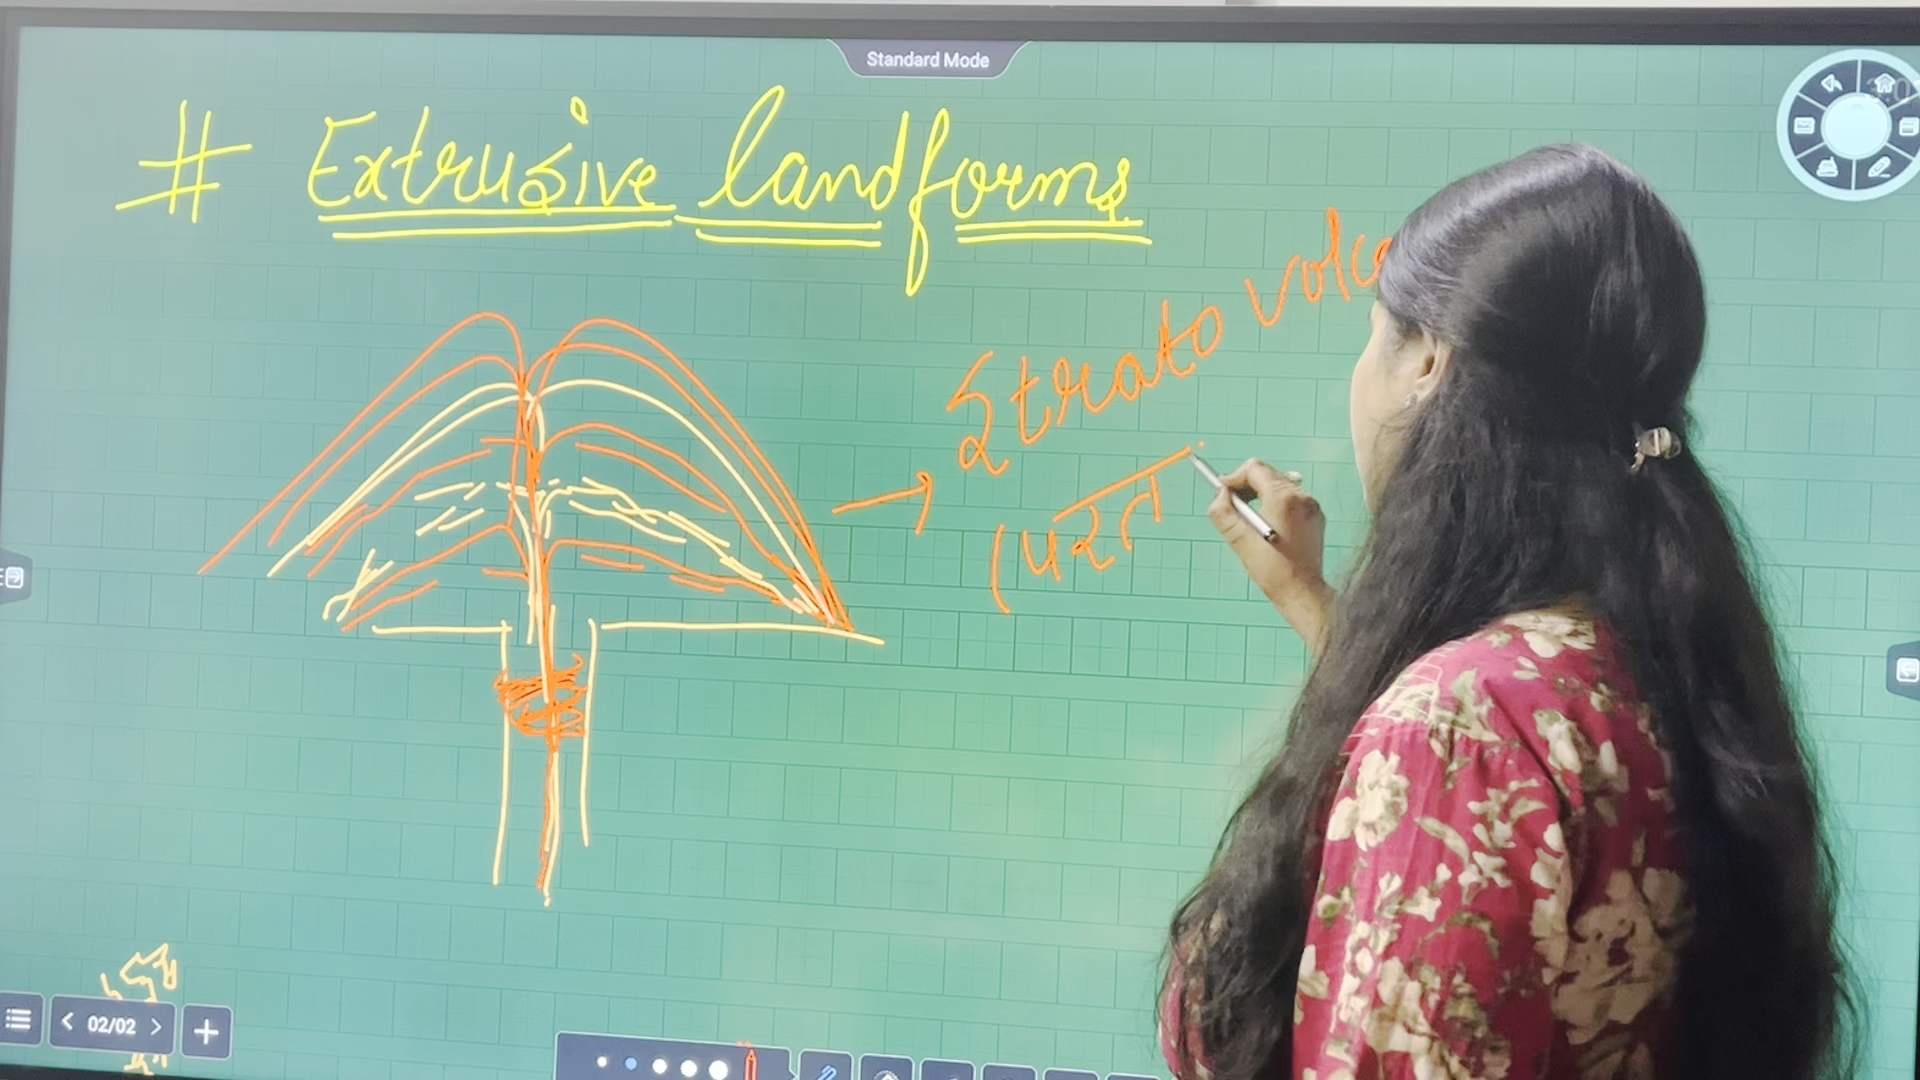 Standard Mode
# Extrusive landforms
Strato volc
(परत
02/02